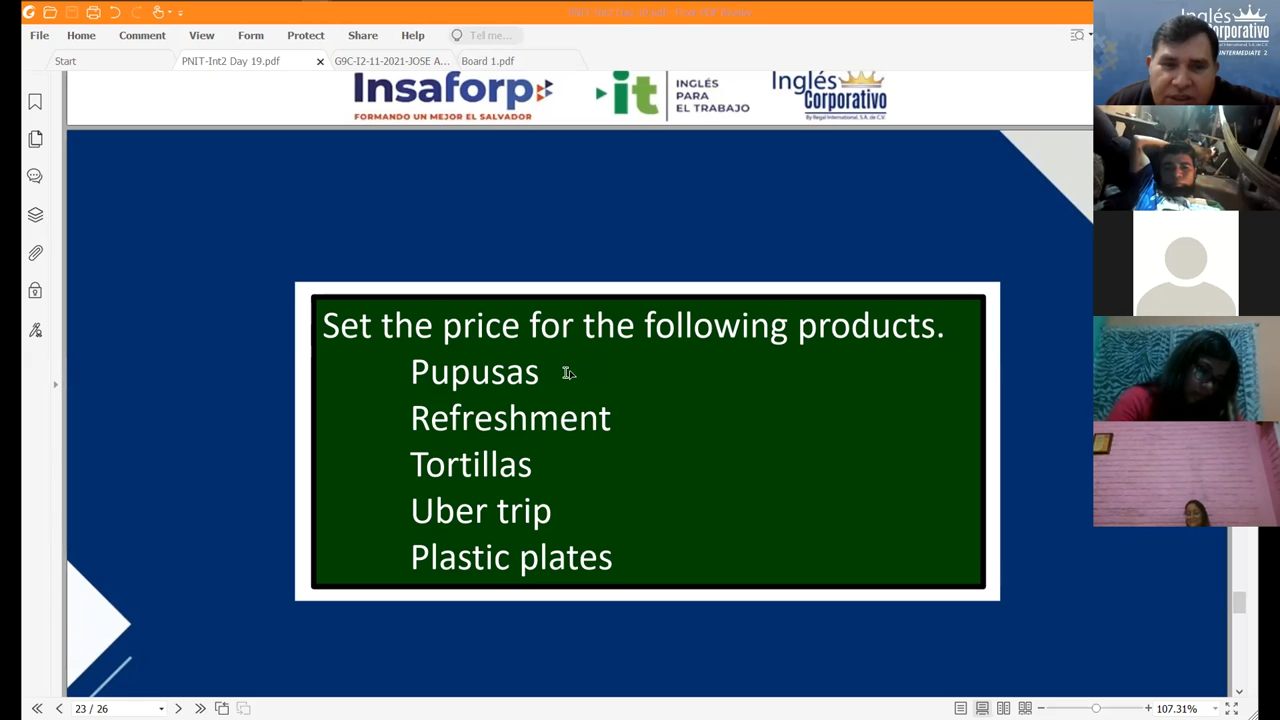 File Home Comment View Form Protect Share Help Tell me...
Start PNIT-Int2 Day 19.pdf G9C-I2-11-2021-JOSE A... Board 1.pdf
Insaforp
FORMANDO UN MEJOR EL SALVADOR
it
INGLÉS
PARA
EL TRABAJO
Inglés
Corporativo
By Regal International, S.A. de C.V.
Inglés
Corporativo
INTERMEDIATE 2
Set the price for the following products.
Pupusas
Refreshment
Tortillas
Uber trip
Plastic plates
23 / 26
107.31%